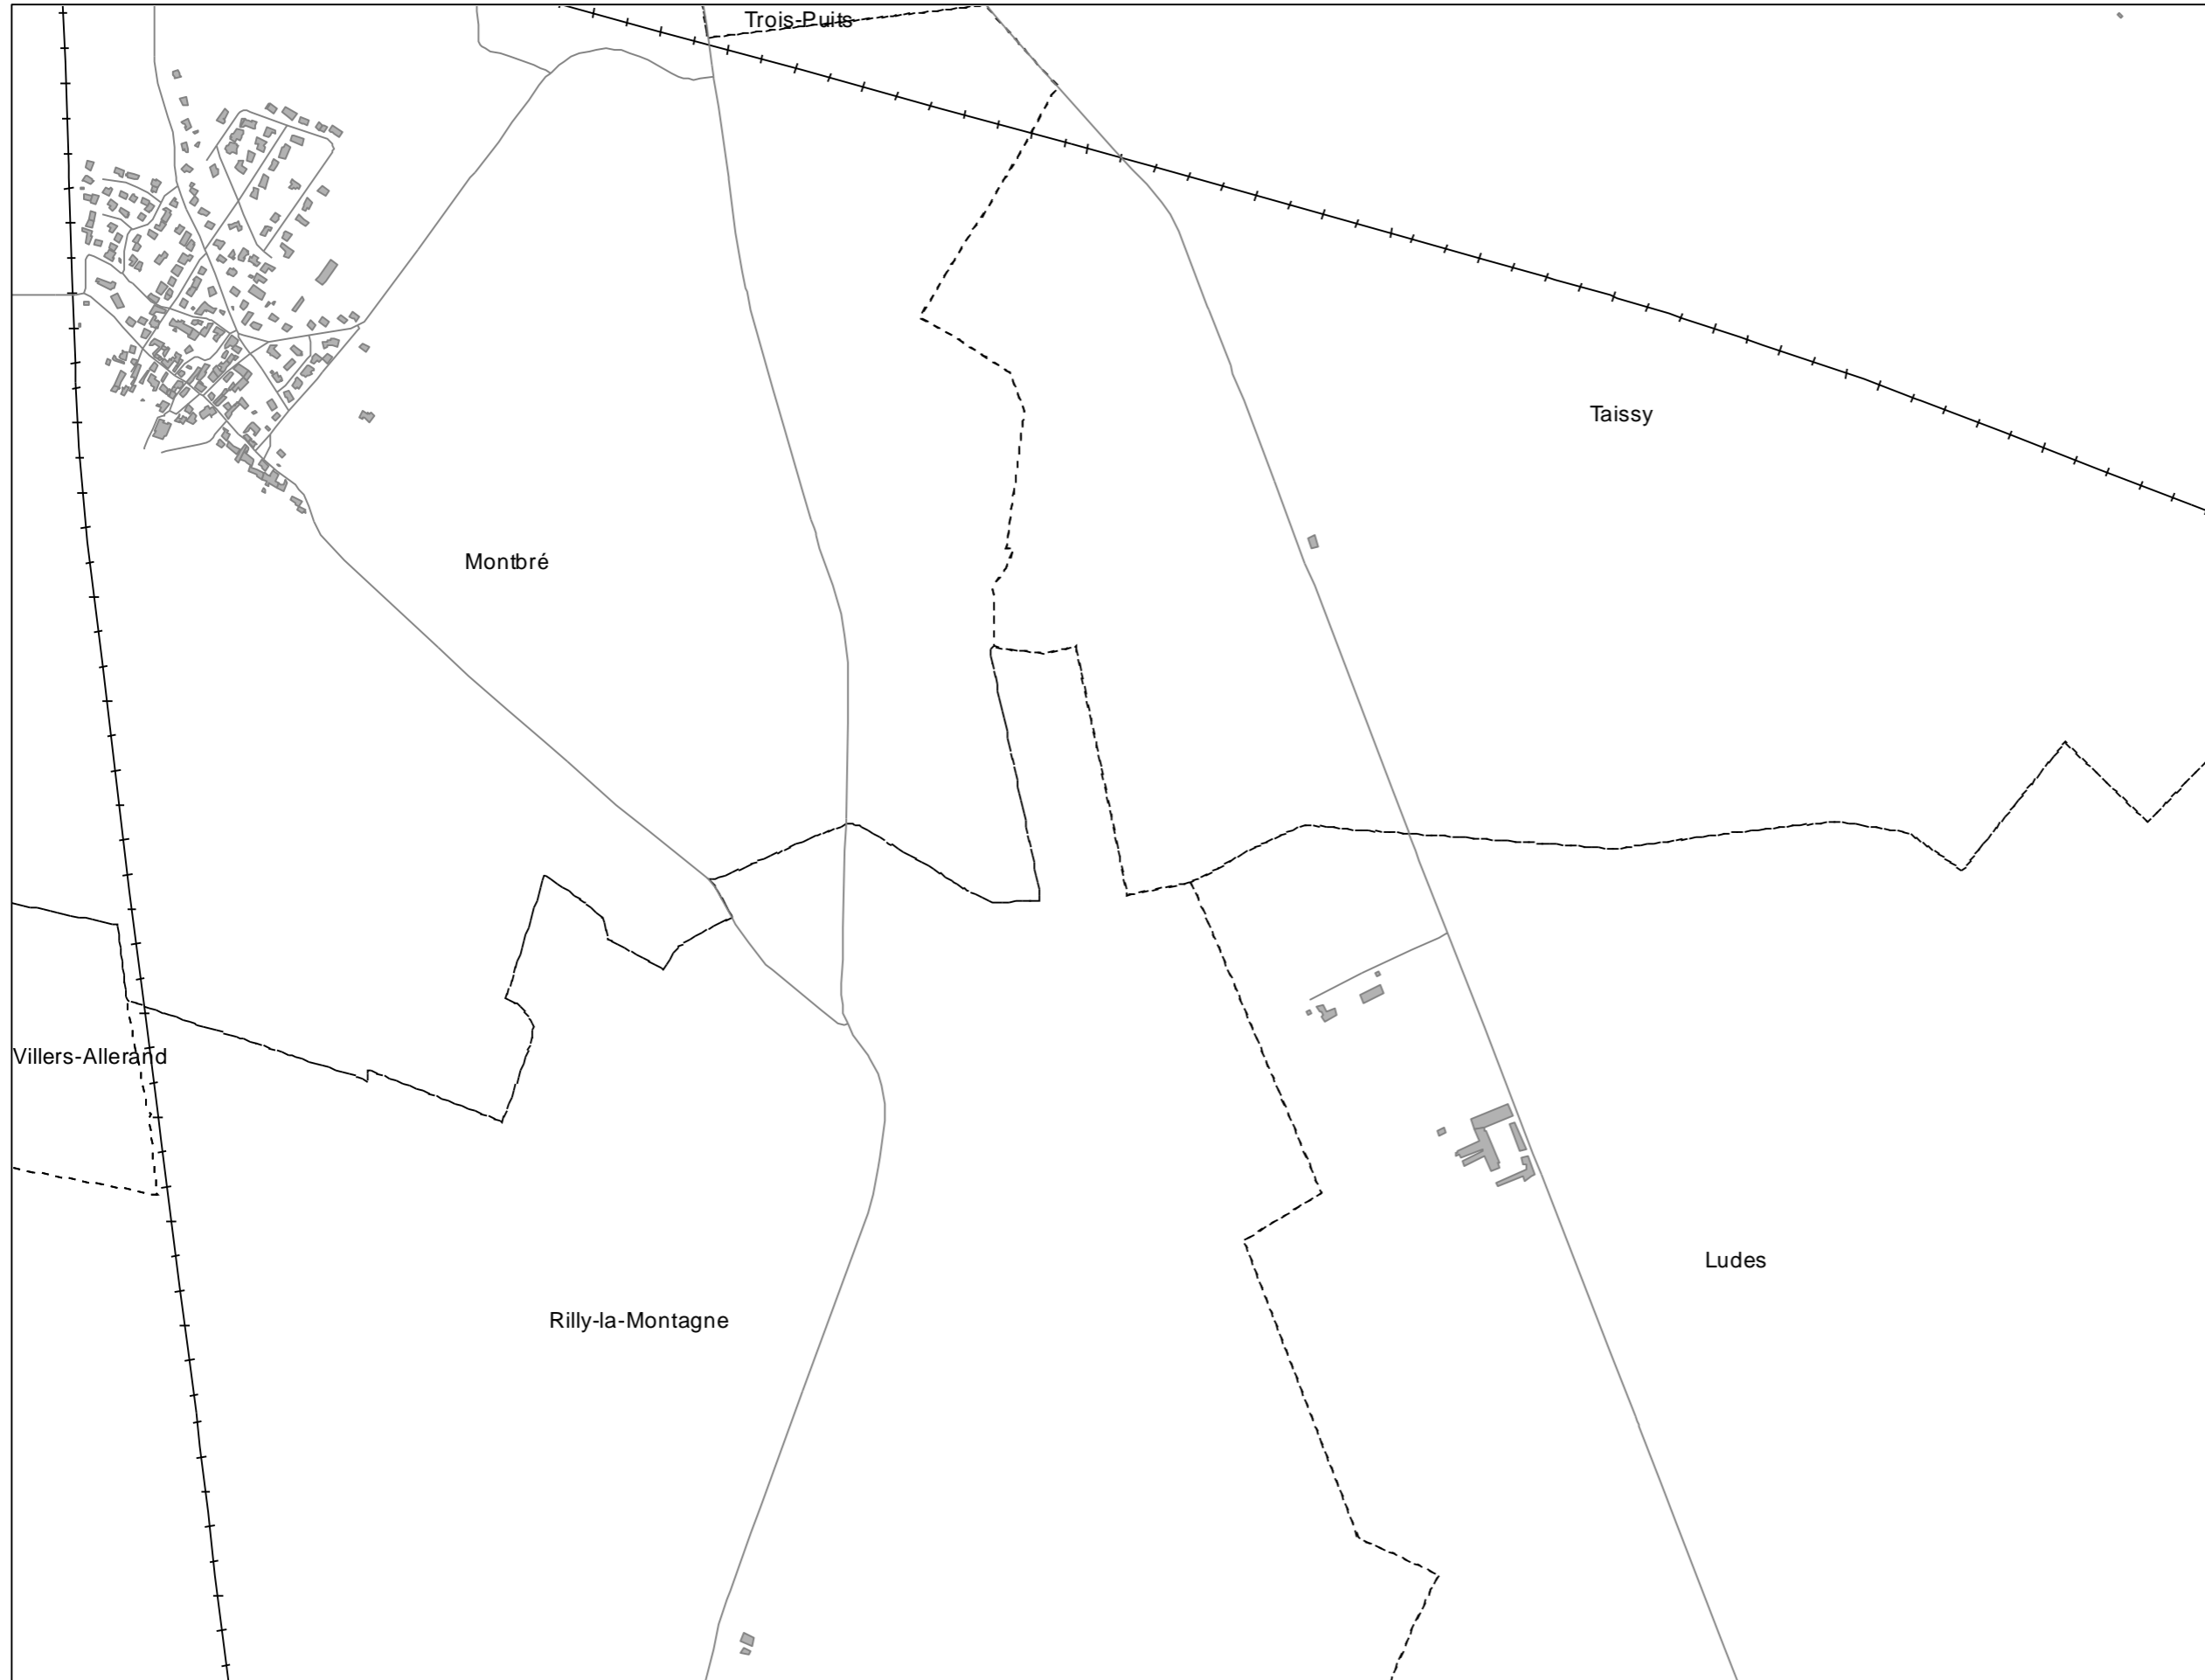 Trois-Puits
Taissy
Montbré
Villers-Allerand
Ludes
Rilly-la-Montagne